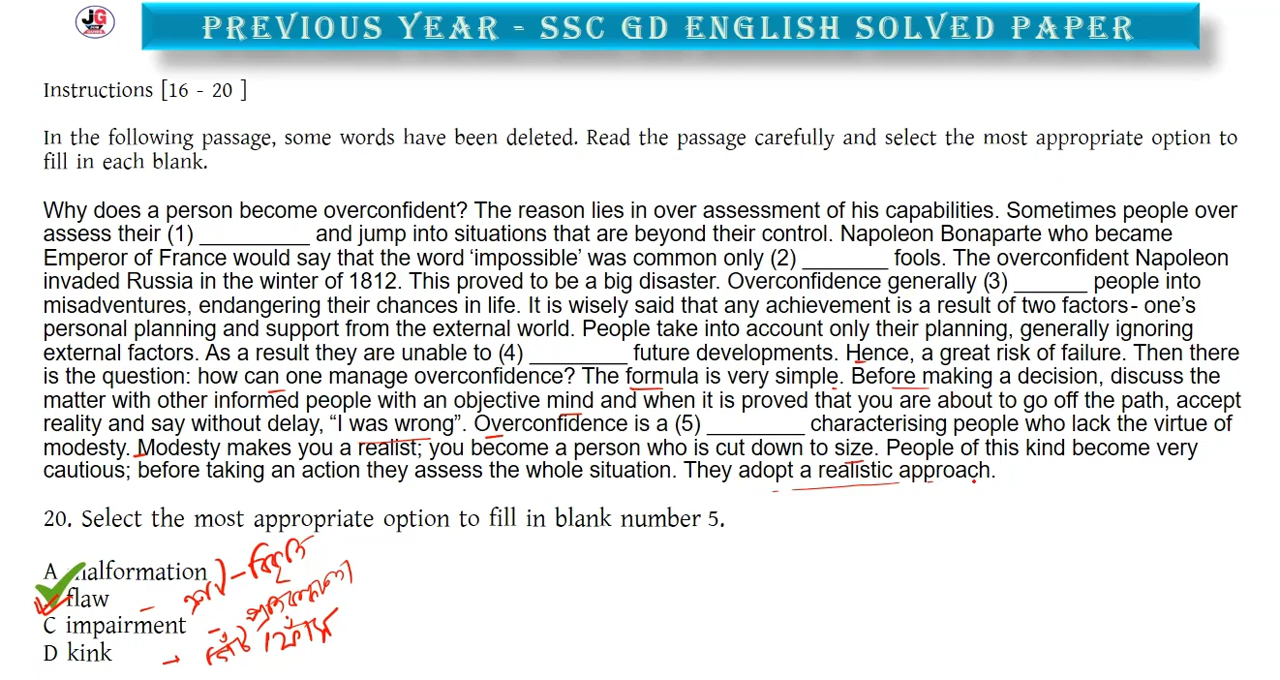 JG
PREVIOUS YEAR - SSC GD ENGLISH SOLVED PAPER
Instructions [16 - 20 ]
In the following passage, some words have been deleted. Read the passage carefully and select the most appropriate option to
fill in each blank.
Why does a person become overconfident? The reason lies in over assessment of his capabilities. Sometimes people over
assess their (1) _________ and jump into situations that are beyond their control. Napoleon Bonaparte who became
Emperor of France would say that the word ‘impossible’ was common only (2) _______ fools. The overconfident Napoleon
invaded Russia in the winter of 1812. This proved to be a big disaster. Overconfidence generally (3) ______ people into
misadventures, endangering their chances in life. It is wisely said that any achievement is a result of two factors- one’s
personal planning and support from the external world. People take into account only their planning, generally ignoring
external factors. As a result they are unable to (4) ________ future developments. Hence, a great risk of failure. Then there
is the question: how can one manage overconfidence? The formula is very simple. Before making a decision, discuss the
matter with other informed people with an objective mind and when it is proved that you are about to go off the path, accept
reality and say without delay, “I was wrong”. Overconfidence is a (5) ________ characterising people who lack the virtue of
modesty. Modesty makes you a realist; you become a person who is cut down to size. People of this kind become very
cautious; before taking an action they assess the whole situation. They adopt a realistic approach.
20. Select the most appropriate option to fill in blank number 5.
A malformation
flaw
C impairment
D kink